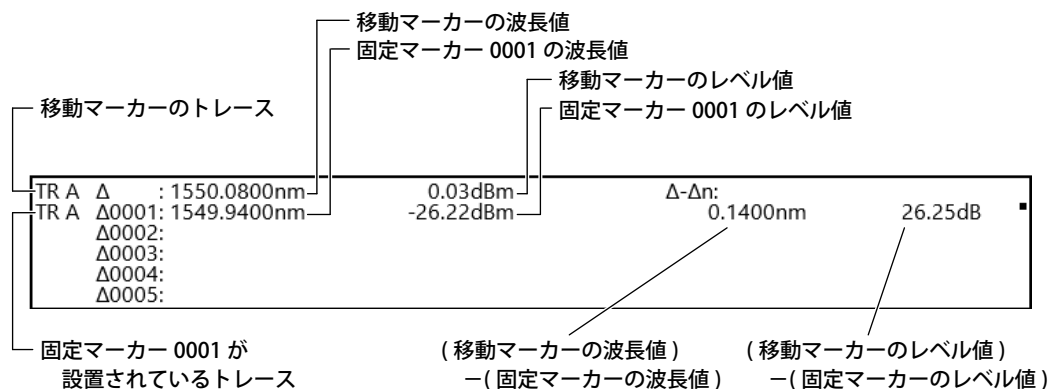 移動マーカーの波長値
固定マーカー 0001 の波長値
移動マーカーのレベル値
移動マーカーのトレース
固定マーカー 0001 のレベル値
TR A Δ : 1550.0800nm 0.03dBm Δ-Δn:
TR A Δ0001: 1549.9400nm -26.22dBm 0.1400nm 26.25dB
Δ0002:
Δ0003:
Δ0004:
Δ0005:
固定マーカー 0001 が
設置されているトレース
( 移動マーカーの波長値 )
−( 固定マーカーの波長値 )
( 移動マーカーのレベル値 )
−( 固定マーカーのレベル値 )